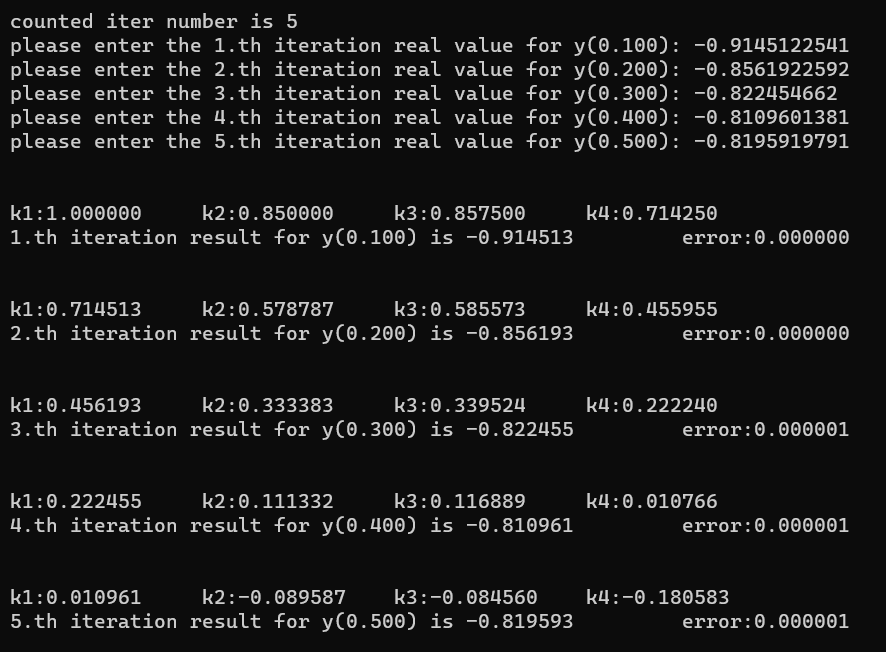 counted iter number is 5
please enter the 1.th iteration real value for y(0.100): -0.9145122541
please enter the 2.th iteration real value for y(0.200): -0.8561922592
please enter the 3.th iteration real value for y(0.300): -0.822454662
please enter the 4.th iteration real value for y(0.400): -0.8109601381
please enter the 5.th iteration real value for y(0.500): -0.8195919791
k1:1.000000     k2:0.850000     k3:0.857500     k4:0.714250
1.th iteration result for y(0.100) is -0.914513         error:0.000000
k1:0.714513     k2:0.578787     k3:0.585573     k4:0.455955
2.th iteration result for y(0.200) is -0.856193         error:0.000000
k1:0.456193     k2:0.333383     k3:0.339524     k4:0.222240
3.th iteration result for y(0.300) is -0.822455         error:0.000001
k1:0.222455     k2:0.111332     k3:0.116889     k4:0.010766
4.th iteration result for y(0.400) is -0.810961         error:0.000001
k1:0.010961     k2:-0.089587    k3:-0.084560    k4:-0.180583
5.th iteration result for y(0.500) is -0.819593         error:0.000001